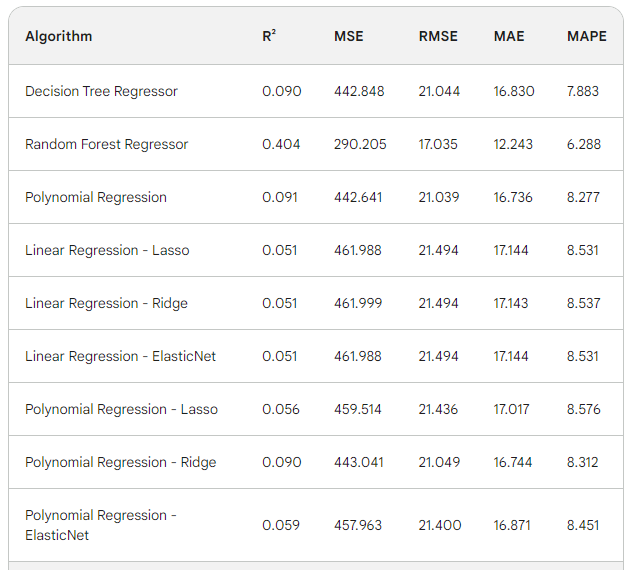 Algorithm R² MSE RMSE MAE MAPE
Decision Tree Regressor 0.090 442.848 21.044 16.830 7.883
Random Forest Regressor 0.404 290.205 17.035 12.243 6.288
Polynomial Regression 0.091 442.641 21.039 16.736 8.277
Linear Regression - Lasso 0.051 461.988 21.494 17.144 8.531
Linear Regression - Ridge 0.051 461.999 21.494 17.143 8.537
Linear Regression - ElasticNet 0.051 461.988 21.494 17.144 8.531
Polynomial Regression - Lasso 0.056 459.514 21.436 17.017 8.576
Polynomial Regression - Ridge 0.090 443.041 21.049 16.744 8.312
Polynomial Regression -
ElasticNet 0.059 457.963 21.400 16.871 8.451